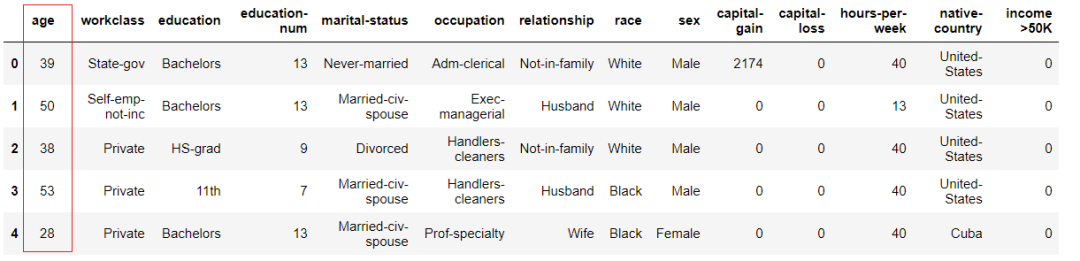 age workclass education education-num marital-status occupation relationship race sex capital-gain capital-loss hours-per-week native-country income >50K
0 39 State-gov Bachelors 13 Never-married Adm-clerical Not-in-family White Male 2174 0 40 United-States 0
1 50 Self-emp-not-inc Bachelors 13 Married-civ-spouse Exec-managerial Husband White Male 0 0 13 United-States 0
2 38 Private HS-grad 9 Divorced Handlers-cleaners Not-in-family White Male 0 0 40 United-States 0
3 53 Private 11th 7 Married-civ-spouse Handlers-cleaners Husband Black Male 0 0 40 United-States 0
4 28 Private Bachelors 13 Married-civ-spouse Prof-specialty Wife Black Female 0 0 40 Cuba 0